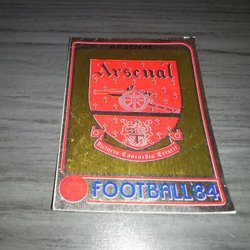 ARSENAL
Arsenal
Victoria Concordia Crescit
FOOTBALL 84